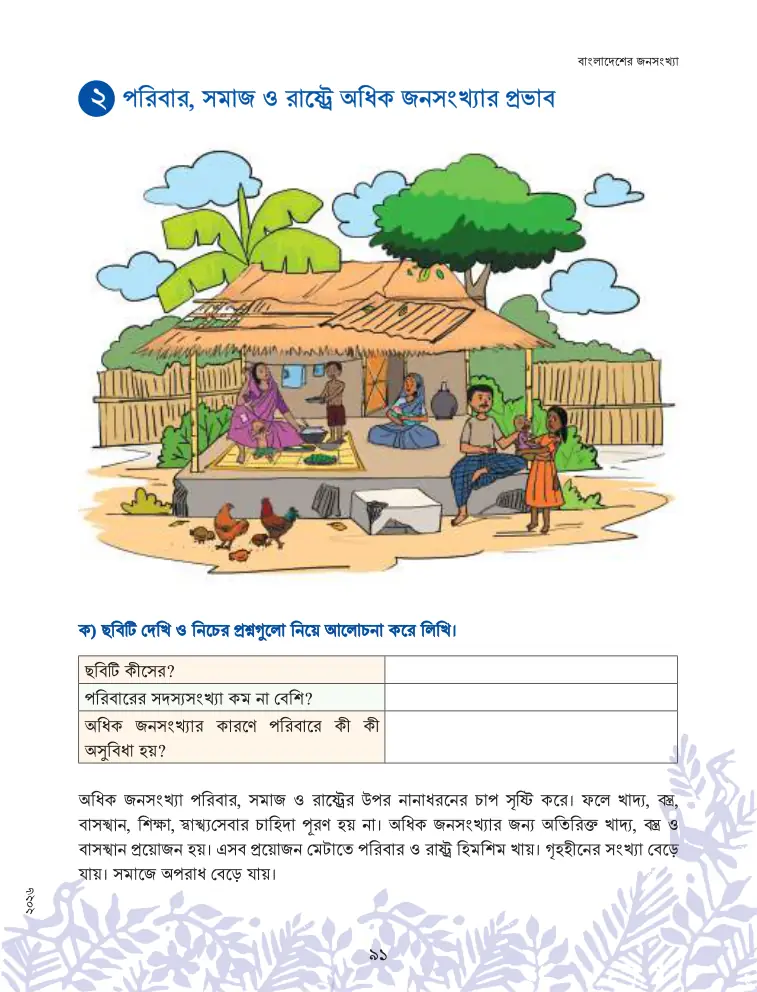 বাংলাদেশের জনসংখ্যা
২ পরিবার, সমাজ ও রাষ্ট্রে অধিক জনসংখ্যার প্রভাব
ক) ছবিটি দেখি ও নিচের প্রশ্নগুলো নিয়ে আলোচনা করে লিখি।
ছবিটি কীসের?
পরিবারের সদস্যসংখ্যা কম না বেশি?
অধিক জনসংখ্যার কারণে পরিবারে কী কী
অসুবিধা হয়?
অধিক জনসংখ্যা পরিবার, সমাজ ও রাষ্ট্রের উপর নানাধরনের চাপ সৃষ্টি করে। ফলে খাদ্য, বস্ত্র,
বাসস্থান, শিক্ষা, স্বাস্থ্যসেবার চাহিদা পূরণ হয় না। অধিক জনসংখ্যার জন্য অতিরিক্ত খাদ্য, বস্ত্র ও
বাসস্থান প্রয়োজন হয়। এসব প্রয়োজন মেটাতে পরিবার ও রাষ্ট্র হিমশিম খায়। গৃহহীনের সংখ্যা বেড়ে
যায়। সমাজে অপরাধ বেড়ে যায়।
২০২৬
৯১